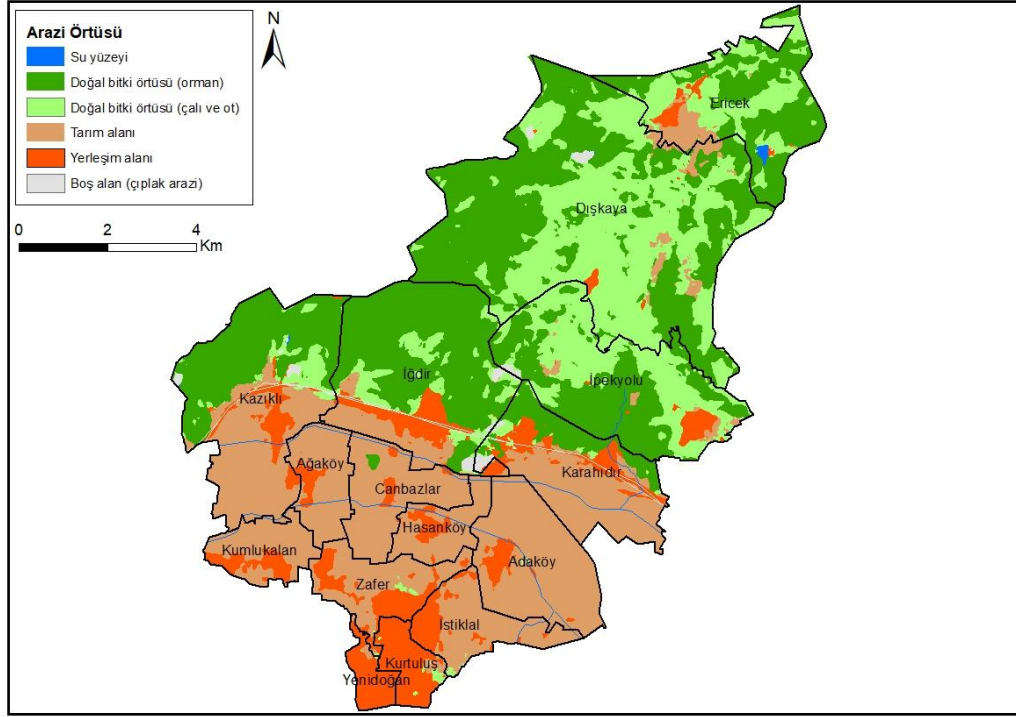 Arazi Örtüsü
Su yüzeyi
Doğal bitki örtüsü (orman)
Doğal bitki örtüsü (çalı ve ot)
Tarım alanı
Yerleşim alanı
Boş alan (çıplak arazi)
N
0 2 4
Km
Ericek
Dışkaya
İğdir
İpekyolu
Kazıklı
Ağaköy
Canbazlar
Karahıdır
Hasanköy
Kumlukalan
Adaköy
Zafer
İstiklal
Kurtuluş
Yenidoğan